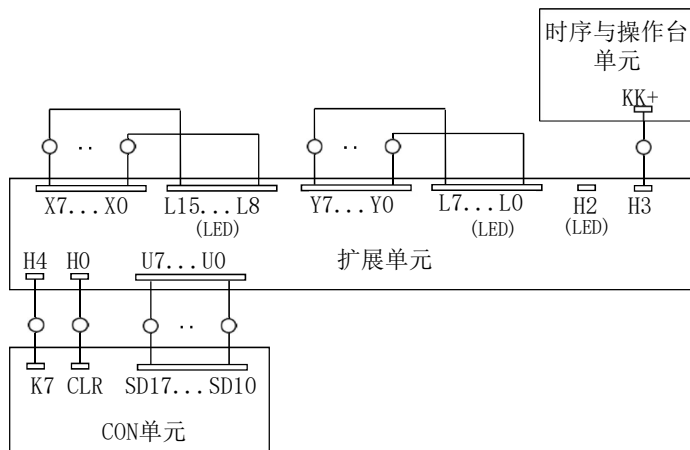 时序与操作台
单元
KK+
X7...X0 L15...L8 Y7...Y0 L7...L0 H2 H3
(LED) (LED) (LED)
H4 H0 U7...U0 扩展单元
K7 CLR SD17...SD10
CON单元